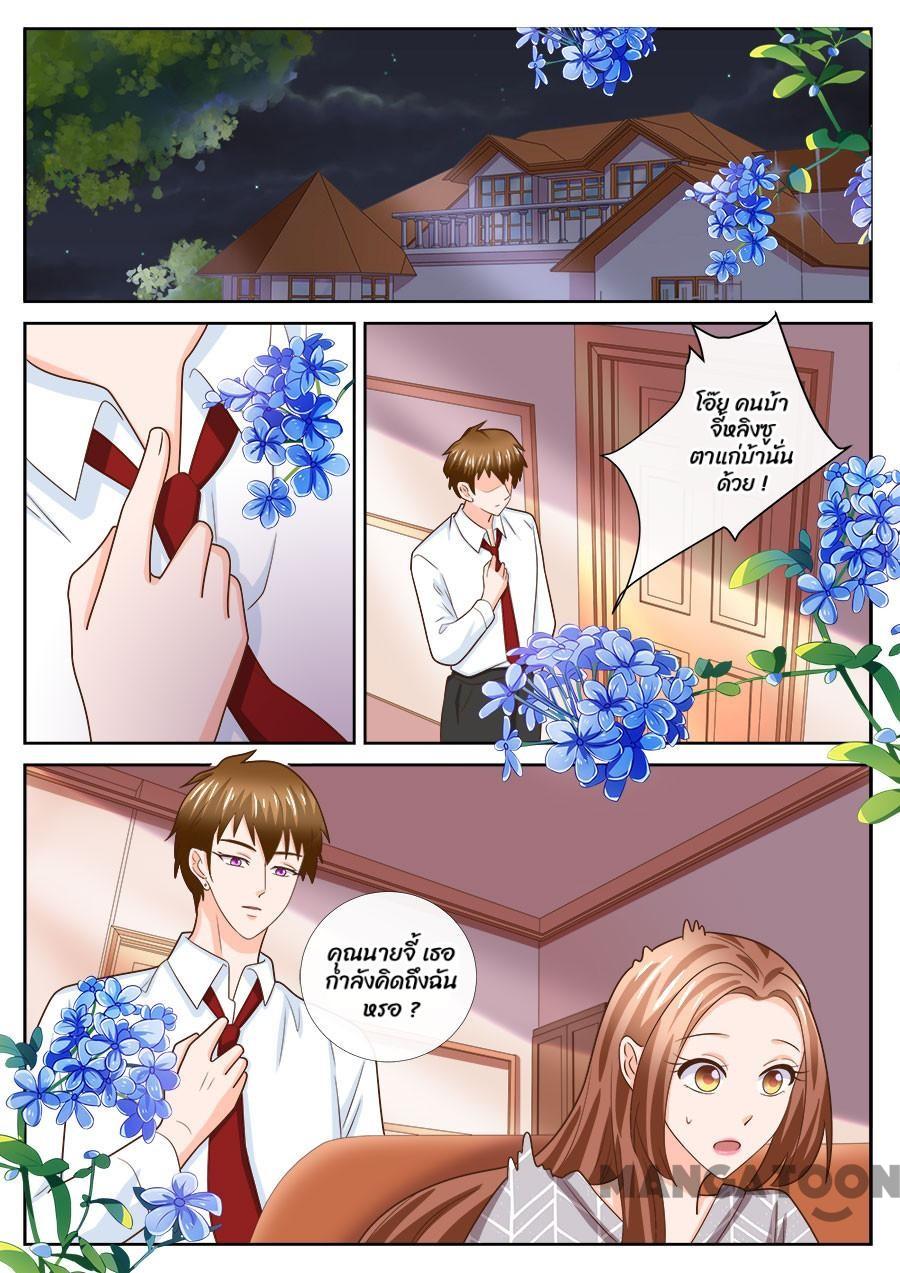 โอ๊ย คนบ้า
จี้หลิงซู
ตาแก่บ้านั่น
ด้วย !
คุณนายจี้ เธอ
กำลังคิดถึงฉัน
หรอ ?
MANGATOON